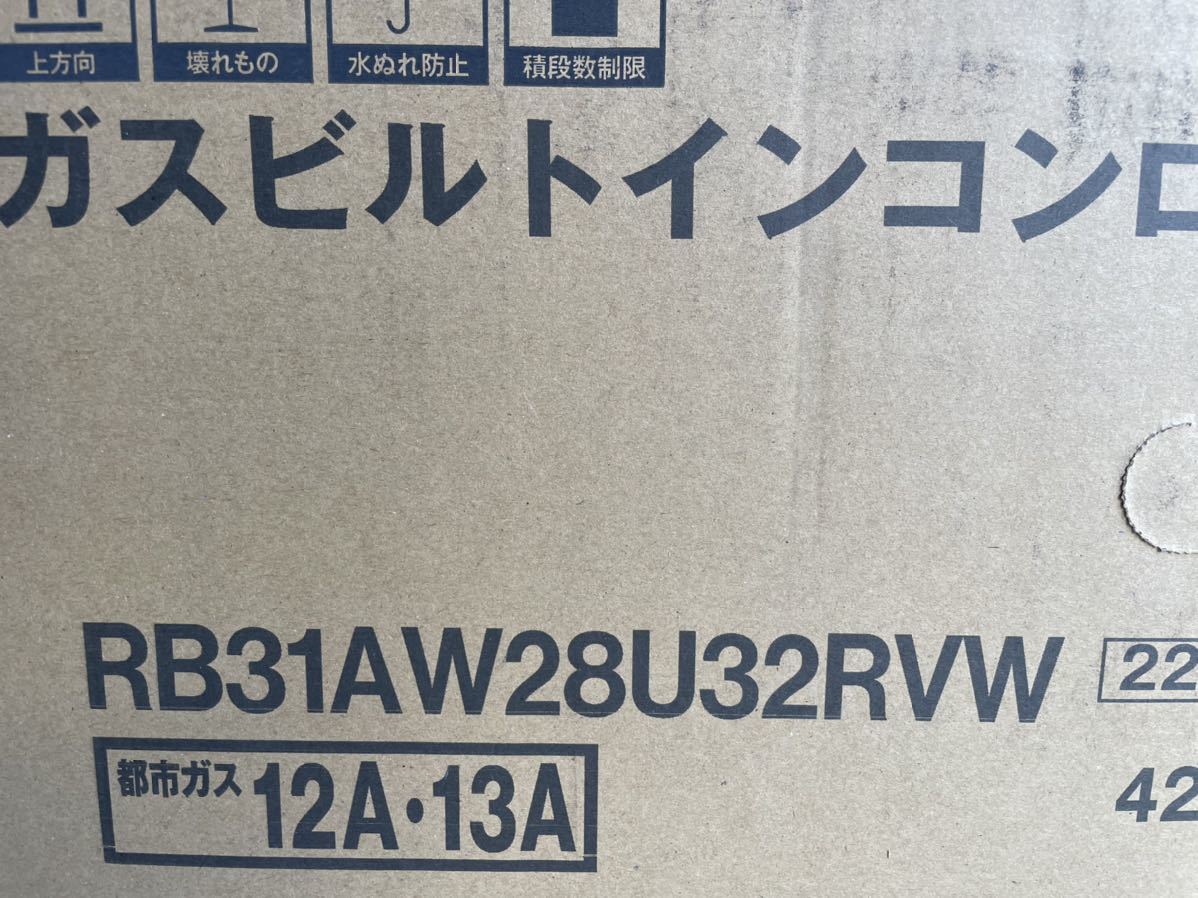 上方向 壊れもの 水ぬれ防止 積段数制限
ガスビルトインコンロ
RB31AW28U32RVW 22
都市ガス 12A・13A
42